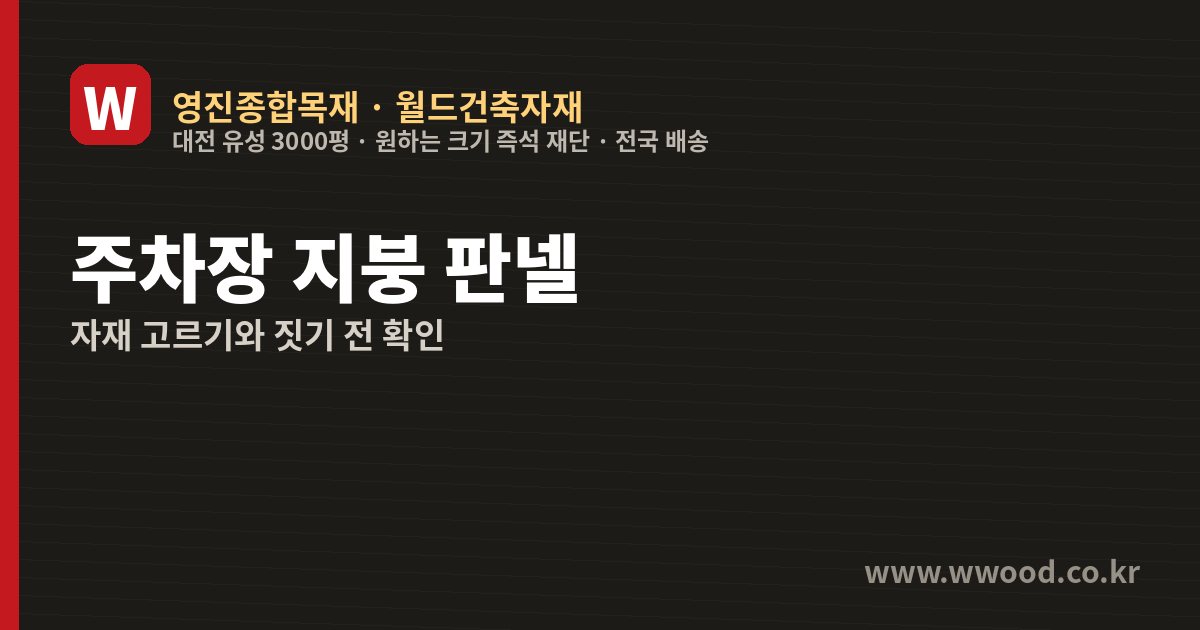 W
영진종합목재 · 월드건축자재
대전 유성 3000평 · 원하는 크기 즉석 재단 · 전국 배송
주차장 지붕 판넬
자재 고르기와 짓기 전 확인
www.wwood.co.kr